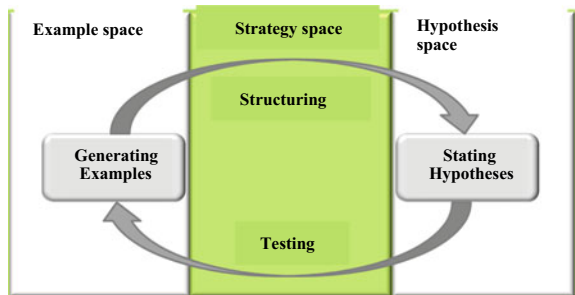 Example space
Strategy space
Hypothesis
space
Structuring
Generating
Examples
Stating
Hypotheses
Testing